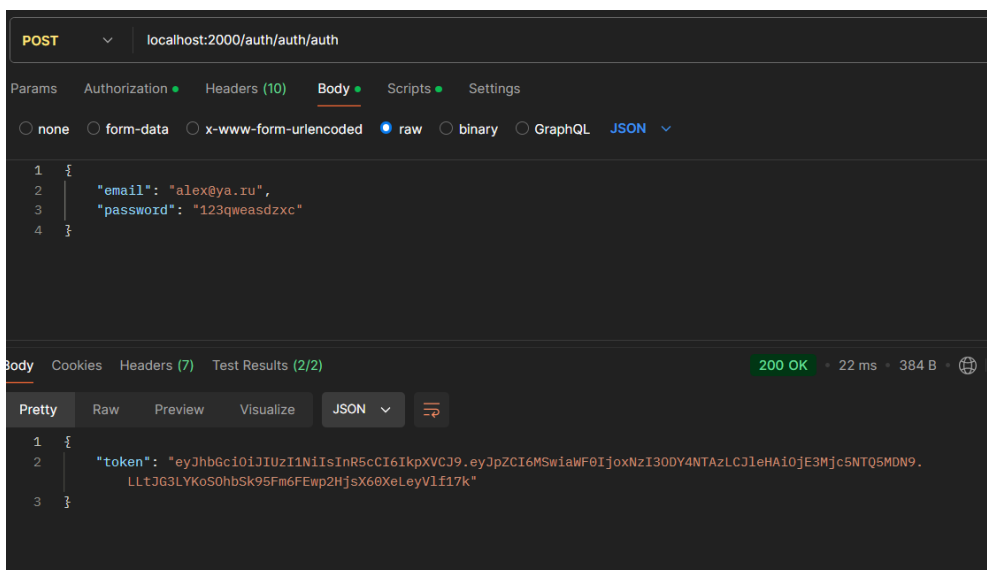 POST localhost:2000/auth/auth/auth
Params Authorization Headers (10) Body Scripts Settings
none form-data x-www-form-urlencoded raw binary GraphQL JSON
1 {
2 "email": "alex@ya.ru",
3 "password": "123qweasdzxc"
4 }
Body Cookies Headers (7) Test Results (2/2) 200 OK 22 ms 384 B
Pretty Raw Preview Visualize JSON
1 {
2 "token": "eyJhbGciOiJIUzI1NiIsInR5cCI6IkpXVCJ9.eyJpZCI6MSwiaWF0IjoxNzI3ODY4NTAzLCJleHAiOjE3Mjc5NTQ5MDN9.
LLtJG3LYKoSOhbSk95Fm6FEwp2HjsX60XeLeyVlf17k"
3 }